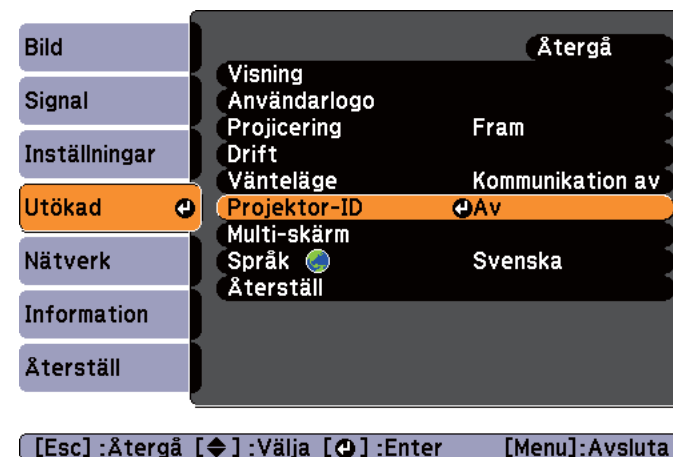 Bild
Signal
Inställningar
Utökad
Nätverk
Information
Återställ
Återgå
Visning
Användarlogo
Projicering Fram
Drift
Vänteläge Kommunikation av
Projektor-ID Av
Multi-skärm
Språk Svenska
Återställ
[Esc] :Återgå [◆] :Välja [⏎] :Enter [Menu]:Avsluta